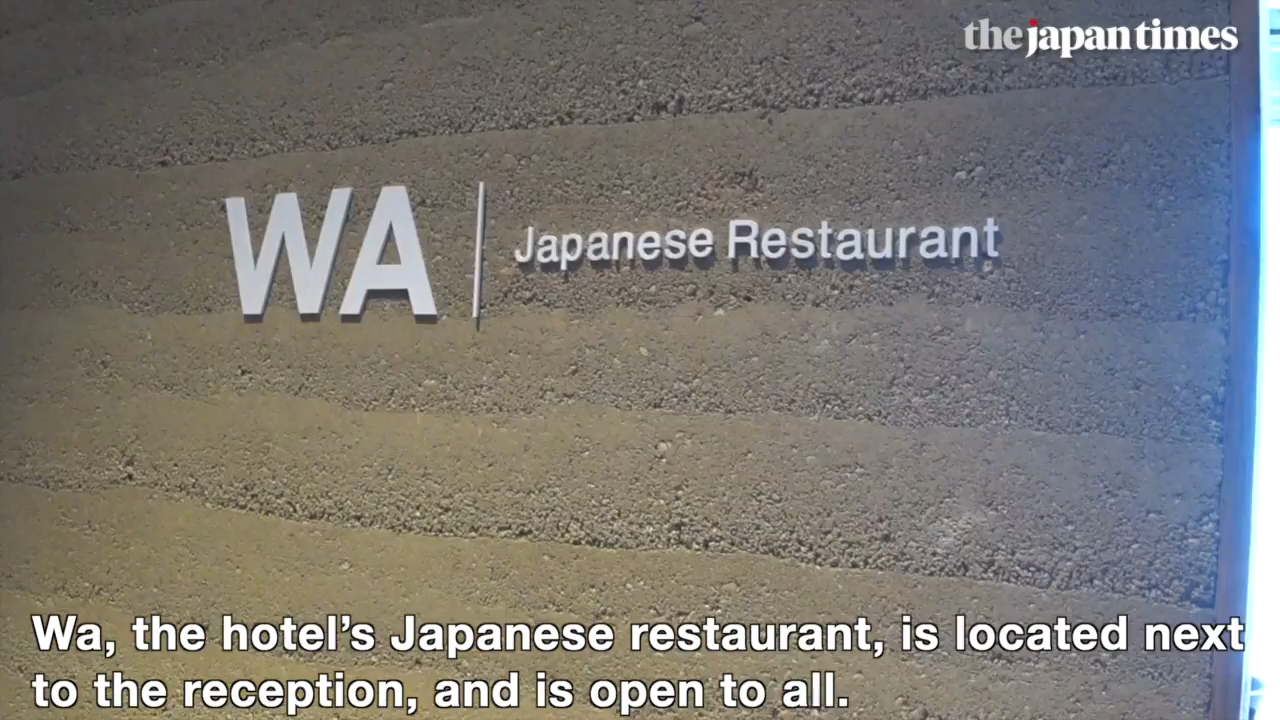 the japan times
WA | Japanese Restaurant
Wa, the hotel's Japanese restaurant, is located next
to the reception, and is open to all.